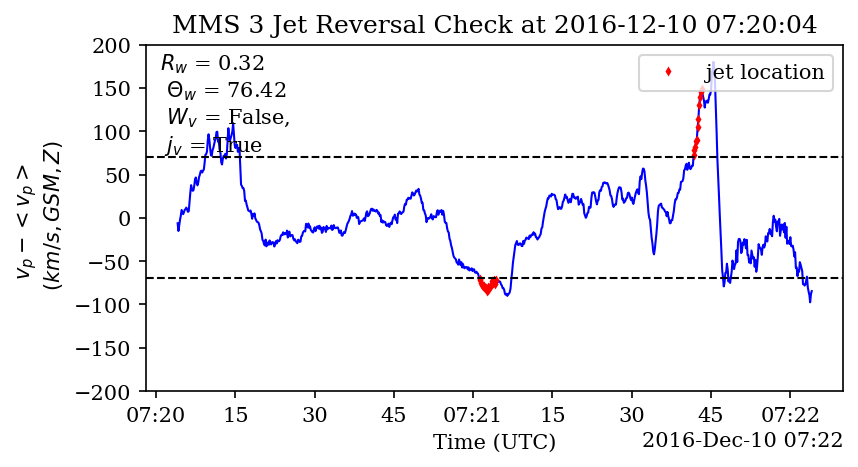 MMS 3 Jet Reversal Check at 2016-12-10 07:20:04
R_w = 0.32
Θ_w = 76.42
W_v = False,
j_v = True
jet location
v_p − < v_p >
(km/s, GSM, Z)
200
150
100
50
0
−50
−100
−150
−200
07:20 15 30 45 07:21 15 30 45 07:22
Time (UTC)
2016-Dec-10 07:22